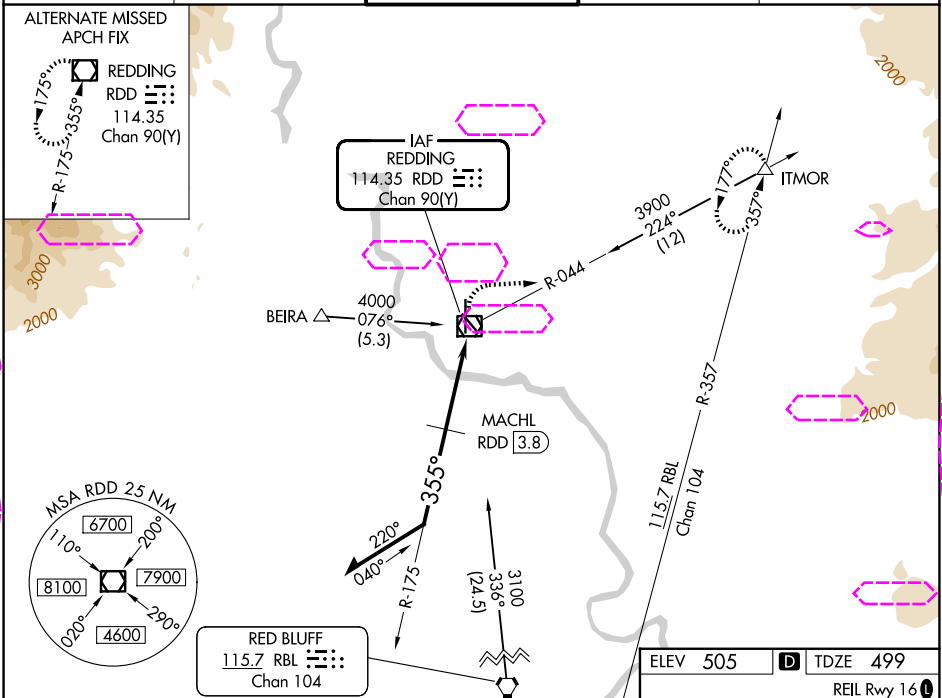 ALTERNATE MISSED
APCH FIX
REDDING
RDD
114.35
Chan 90(Y)
175°
355°
R-175
3000
2000
2000
IAF
REDDING
114.35 RDD
Chan 90(Y)
ITMOR
177°
357°
3900
224°
(12)
R-044
BEIRA
4000
076°
(5.3)
MACHL
RDD 3.8
R-357
2000
355°
115.7 RBL
Chan 104
MSA RDD 25 NM
6700
110°
200°
8100
7900
020°
290°
4600
220°
040°
R-175
3100
336°
(24.5)
RED BLUFF
115.7 RBL
Chan 104
ELEV 505 D TDZE 499
REIL Rwy 16 L